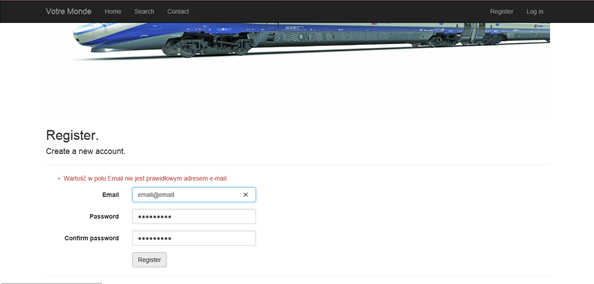 Votre Monde Home Search Contact Register Log in
Register.
Create a new account.
• Wartość w polu Email nie jest prawidłowym adresem e-mail.
Email email@email
Password •••••••••
Confirm password •••••••••
Register